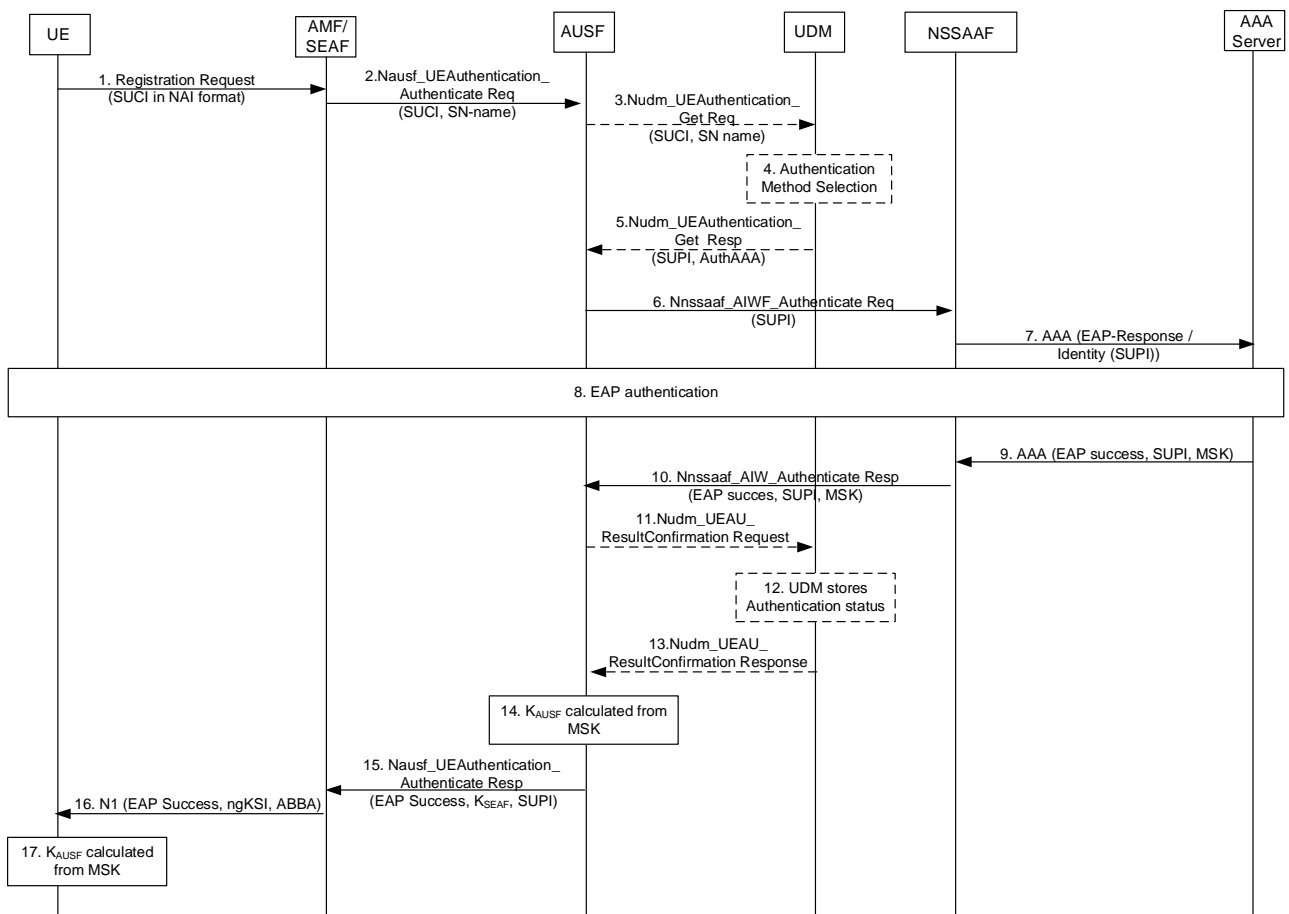 UE
AMF/
SEAF
AUSF
UDM
NSSAAF
AAA
Server
1. Registration Request
(SUCI in NAI format)
2.Nausf_UEAuthentication_
Authenticate Req
(SUCI, SN-name)
3.Nudm_UEAuthentication_
Get Req
(SUCI, SN name)
4. Authentication
Method Selection
5.Nudm_UEAuthentication_
Get Resp
(SUPI, AuthAAA)
6. Nnssaaf_AIWF_Authenticate Req
(SUPI)
7. AAA (EAP-Response /
Identity (SUPI))
8. EAP authentication
9. AAA (EAP success, SUPI, MSK)
10. Nnssaaf_AIW_Authenticate Resp
(EAP succes, SUPI, MSK)
11.Nudm_UEAU_
ResultConfirmation Request
12. UDM stores
Authentication status
13.Nudm_UEAU_
ResultConfirmation Response
14. KAUSF calculated from
MSK
15. Nausf_UEAuthentication_
Authenticate Resp
(EAP Success, KSEAF, SUPI)
16. N1 (EAP Success, ngKSI, ABBA)
17. KAUSF calculated
from MSK